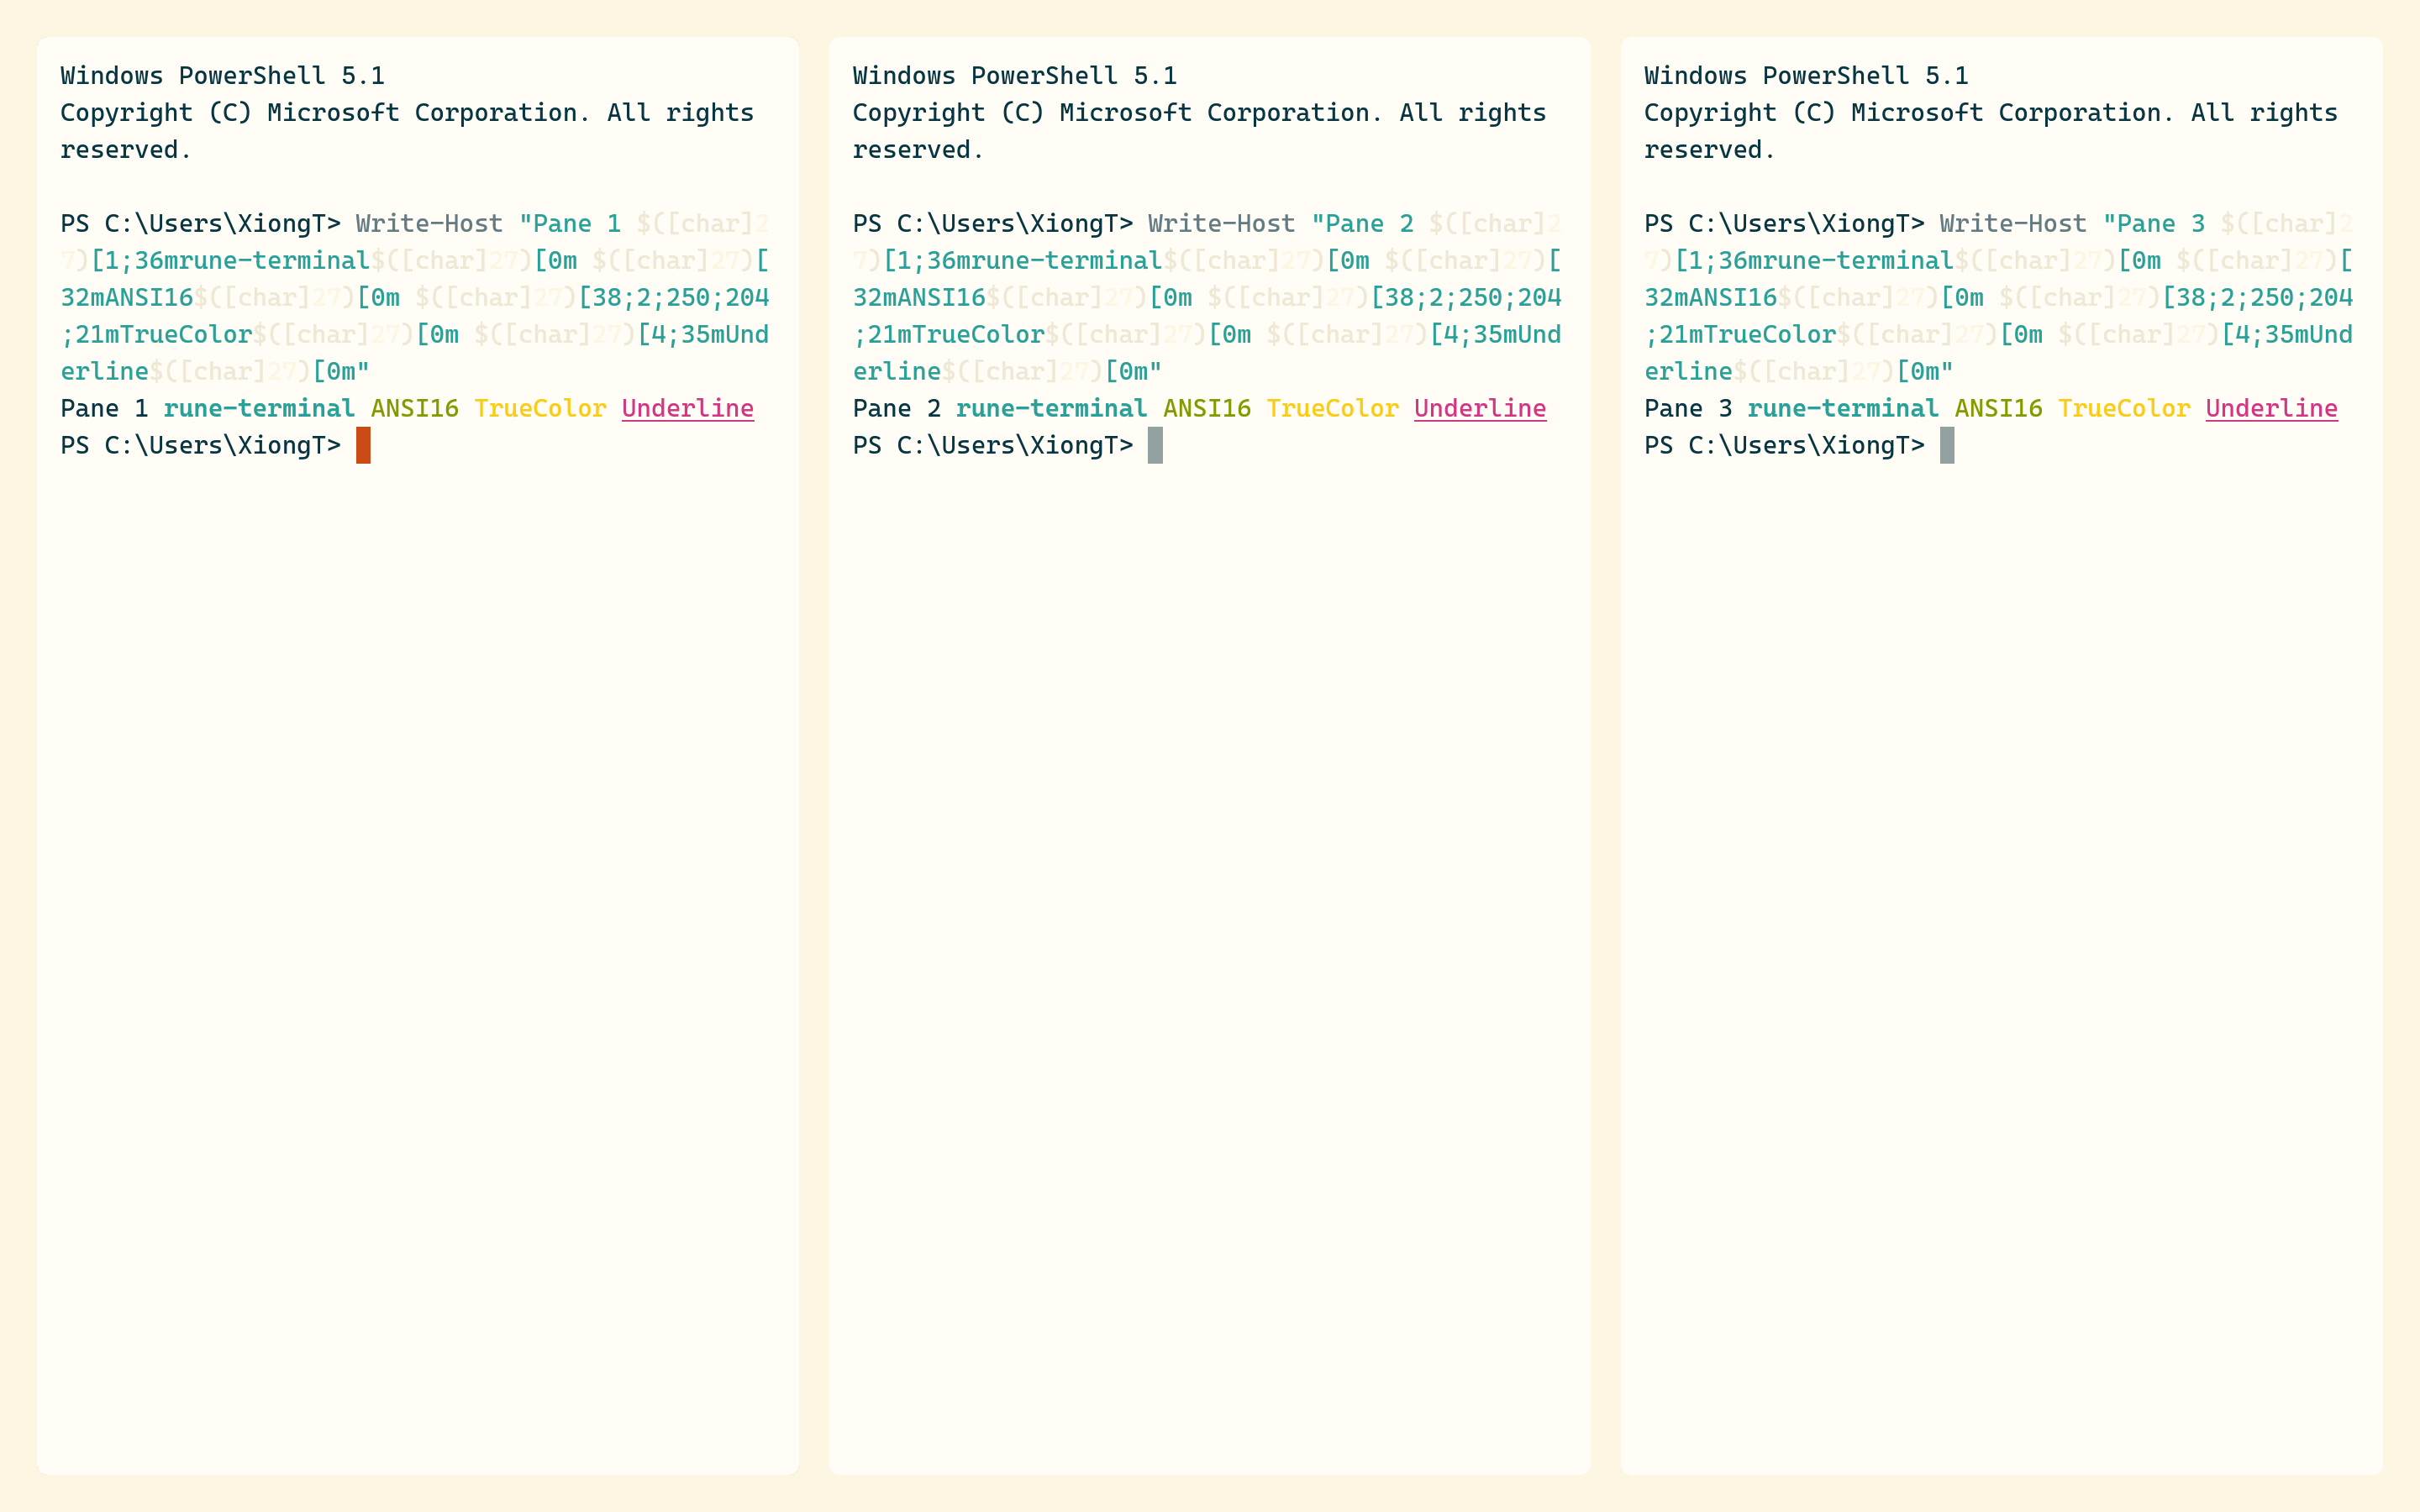 Windows PowerShell 5.1
Copyright (C) Microsoft Corporation. All rights
reserved.
PS C:\Users\XiongT> Write-Host "Pane 1 $([char]2
7)[1;36mrune-terminal$([char]27)[0m $([char]27)[
32mANSI16$([char]27)[0m $([char]27)[38;2;250;204
;21mTrueColor$([char]27)[0m $([char]27)[4;35mUnd
erline$([char]27)[0m"
Pane 1 rune-terminal ANSI16 TrueColor Underline
PS C:\Users\XiongT>
Windows PowerShell 5.1
Copyright (C) Microsoft Corporation. All rights
reserved.
PS C:\Users\XiongT> Write-Host "Pane 2 $([char]2
7)[1;36mrune-terminal$([char]27)[0m $([char]27)[
32mANSI16$([char]27)[0m $([char]27)[38;2;250;204
;21mTrueColor$([char]27)[0m $([char]27)[4;35mUnd
erline$([char]27)[0m"
Pane 2 rune-terminal ANSI16 TrueColor Underline
PS C:\Users\XiongT>
Windows PowerShell 5.1
Copyright (C) Microsoft Corporation. All rights
reserved.
PS C:\Users\XiongT> Write-Host "Pane 3 $([char]2
7)[1;36mrune-terminal$([char]27)[0m $([char]27)[
32mANSI16$([char]27)[0m $([char]27)[38;2;250;204
;21mTrueColor$([char]27)[0m $([char]27)[4;35mUnd
erline$([char]27)[0m"
Pane 3 rune-terminal ANSI16 TrueColor Underline
PS C:\Users\XiongT>